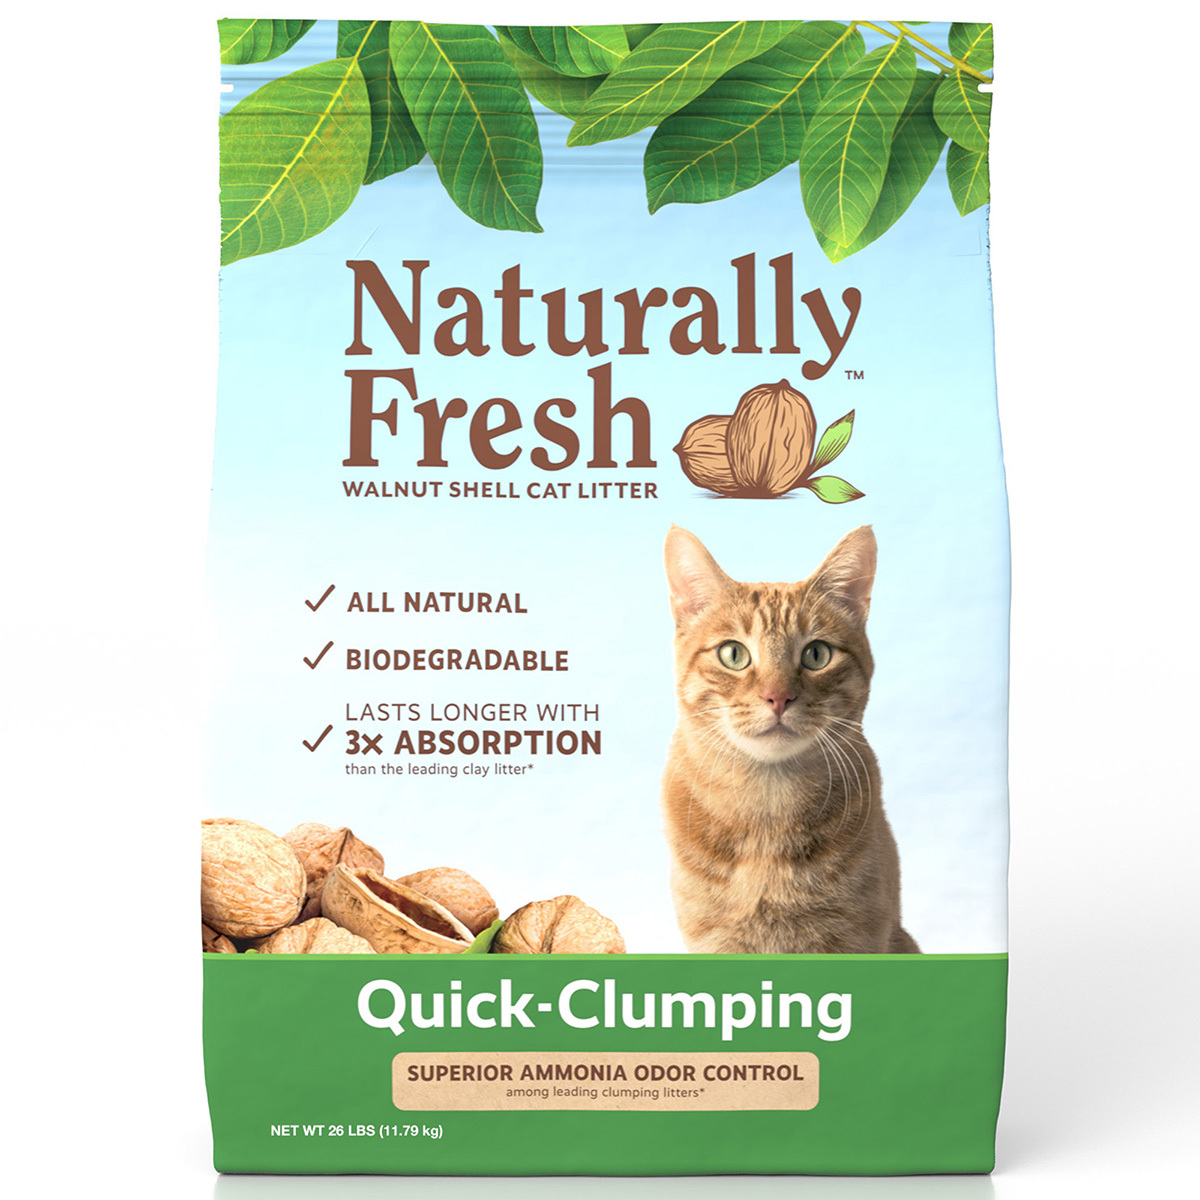 Naturally
Fresh
™
WALNUT SHELL CAT LITTER
✓ ALL NATURAL
✓ BIODEGRADABLE
LASTS LONGER WITH
✓ 3x ABSORPTION
than the leading clay litter*
Quick-Clumping
SUPERIOR AMMONIA ODOR CONTROL
among leading clumping litters*
NET WT 26 LBS (11.79 kg)